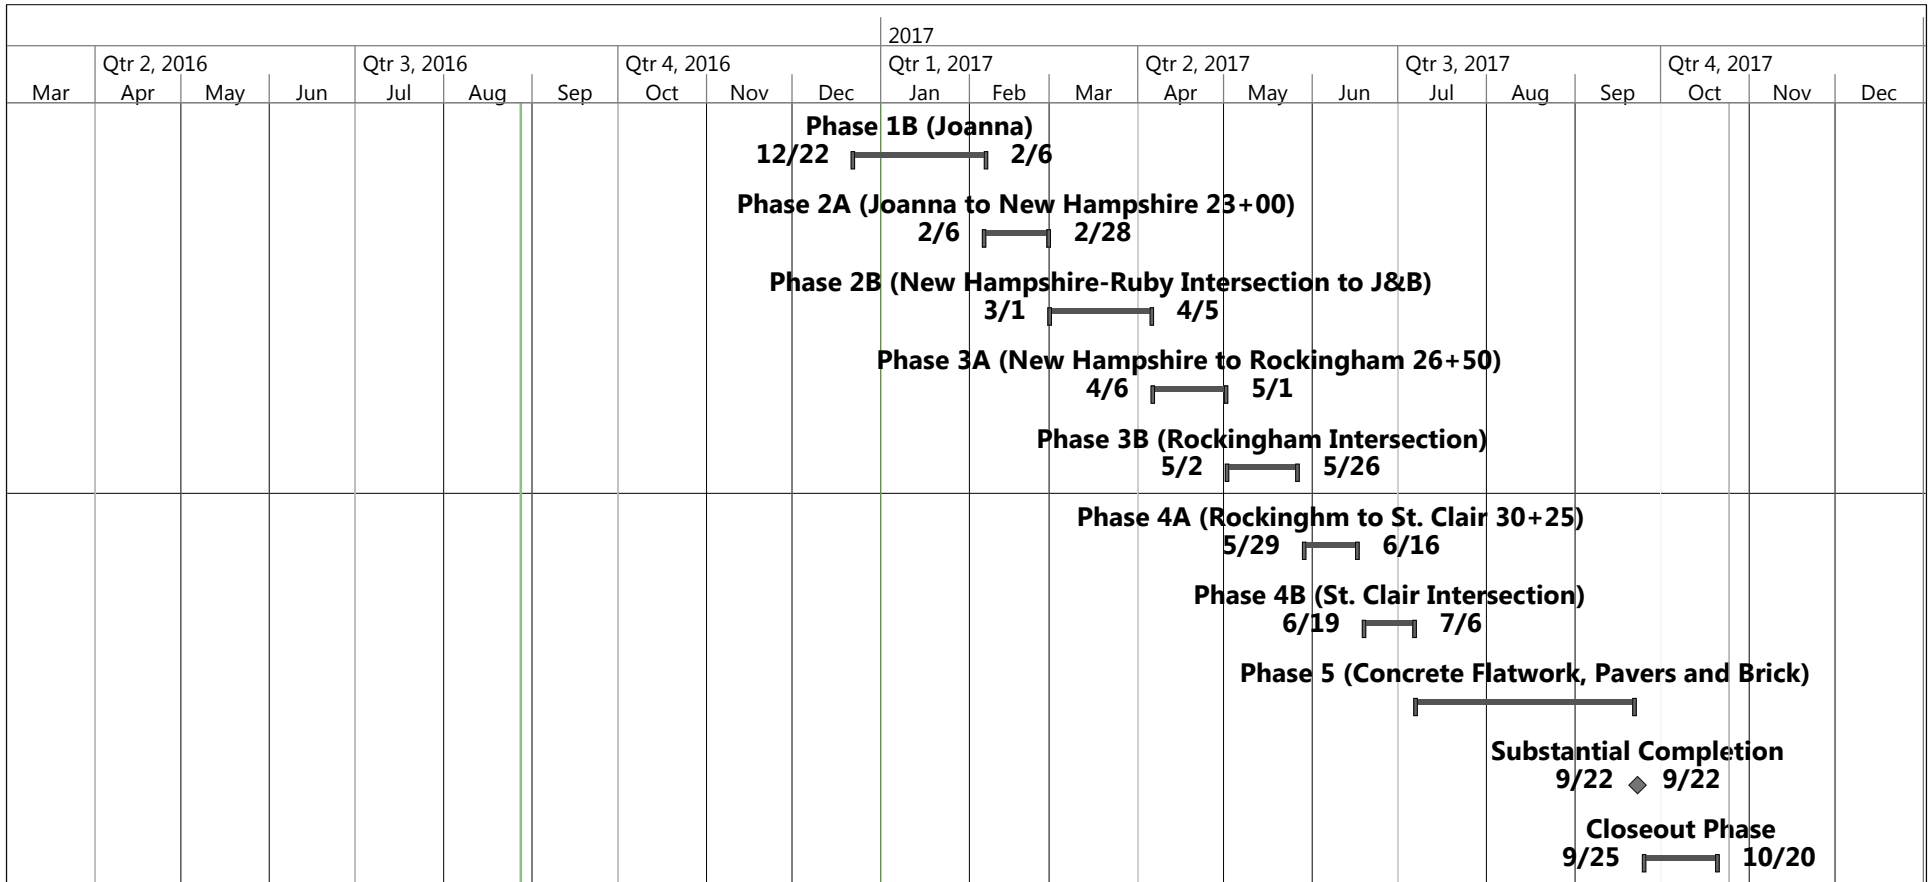 2017
Qtr 2, 2016 Qtr 3, 2016 Qtr 4, 2016 Qtr 1, 2017 Qtr 2, 2017 Qtr 3, 2017 Qtr 4, 2017
Mar Apr May Jun Jul Aug Sep Oct Nov Dec Jan Feb Mar Apr May Jun Jul Aug Sep Oct Nov Dec
Phase 1B (Joanna)
12/22 2/6
Phase 2A (Joanna to New Hampshire 23+00)
2/6 2/28
Phase 2B (New Hampshire-Ruby Intersection to J&B)
3/1 4/5
Phase 3A (New Hampshire to Rockingham 26+50)
4/6 5/1
Phase 3B (Rockingham Intersection)
5/2 5/26
Phase 4A (Rockinghm to St. Clair 30+25)
5/29 6/16
Phase 4B (St. Clair Intersection)
6/19 7/6
Phase 5 (Concrete Flatwork, Pavers and Brick)
Substantial Completion
9/22 9/22
Closeout Phase
9/25 10/20